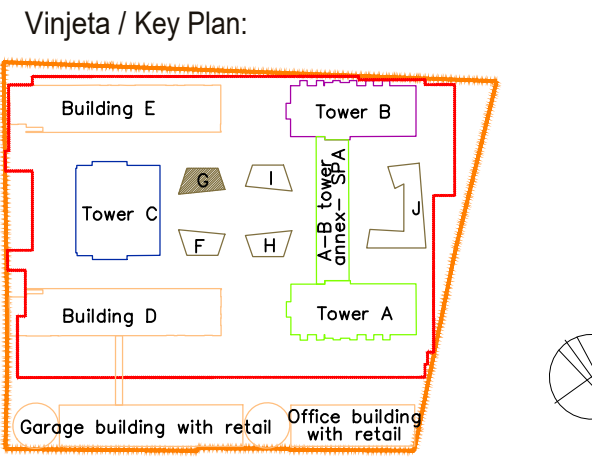 Vinjeta / Key Plan:
Building E
Tower B
G
I
A-B tower
annex- SPA
Tower C
J
F
H
Building D
Tower A
Garage building with retail
Office building
with retail